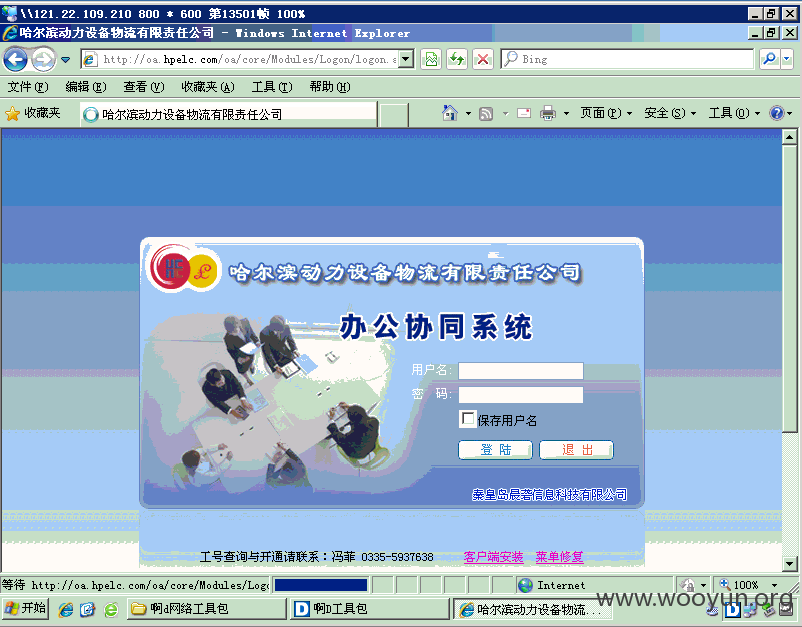 \\121.22.109.210 800 * 600 第13501帧 100%
哈尔滨动力设备物流有限责任公司 - Windows Internet Explorer
http://oa.hpelc.com/oa/core/Modules/Logon/logon.a
Bing
文件(F) 编辑(E) 查看(V) 收藏夹(A) 工具(T) 帮助(H)
收藏夹 哈尔滨动力设备物流有限责任公司 页面(P) 安全(S) 工具(O)
哈尔滨动力设备物流有限责任公司
办公协同系统
用户名:
密 码:
保存用户名
登 陆 退 出
秦皇岛晨蓉信息科技有限公司
工号查询与开通请联系：冯菲 0335-5937638 客户端安装 菜单修复
等待 http://oa.hpelc.com/oa/core/Modules/Logo Internet 100%
开始 啊d网络工具包 啊D工具包 哈尔滨动力设备物流...
www.wooyun.org